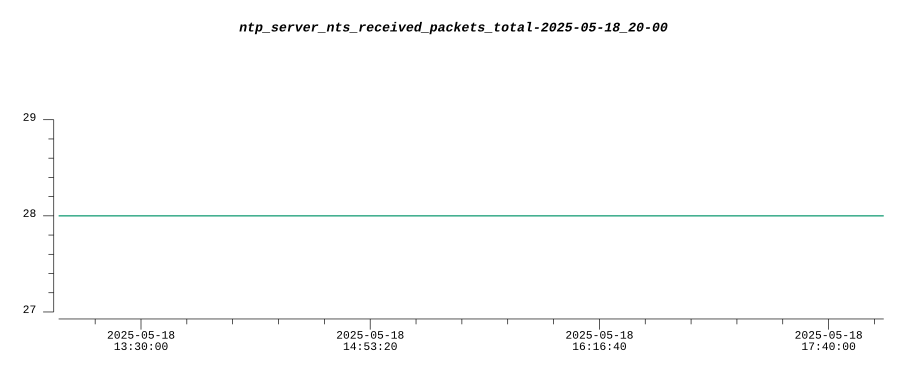 ntp_server_nts_received_packets_total-2025-05-18_20-00
29
28
27
2025-05-18 2025-05-18 2025-05-18 2025-05-18
13:30:00 14:53:20 16:16:40 17:40:00